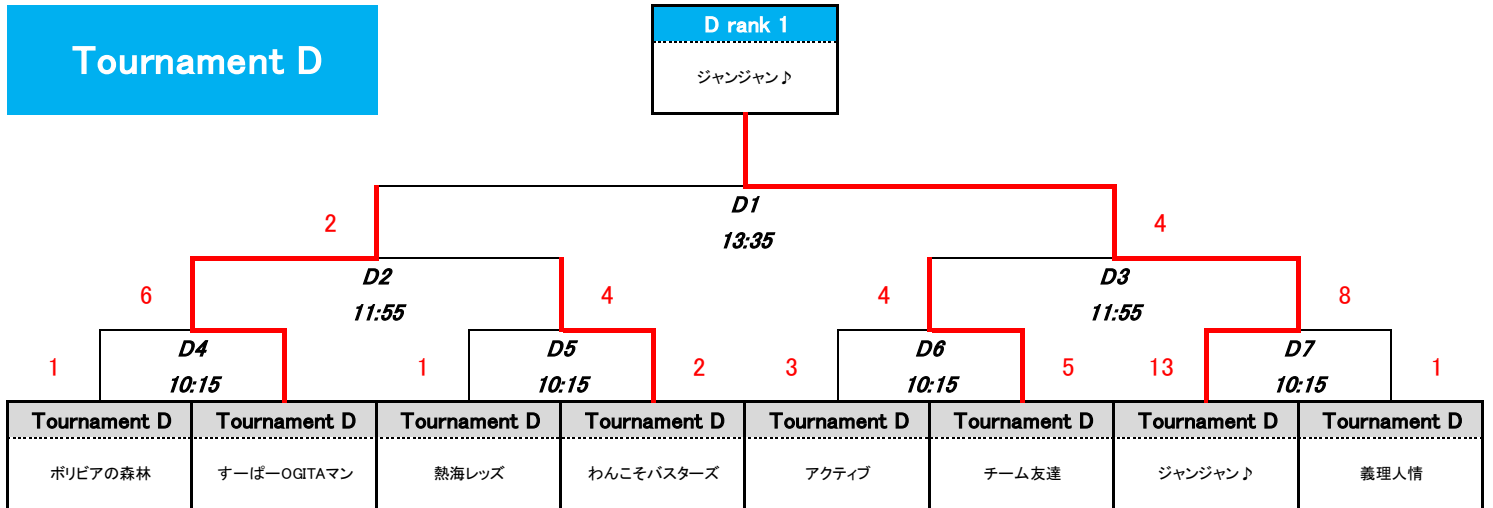 D rank 1
Tournament D
ジャンジャン♪
D1
2 4
13:35
D2 D3
6 4 4 8
11:55 11:55
D4 D5 D6 D7
1 1 2 3 5 13 1
10:15 10:15 10:15 10:15
Tournament D Tournament D Tournament D Tournament D Tournament D Tournament D Tournament D Tournament D
ボリビアの森林 すーぱーOGITAマン 熱海レッズ わんこそバスターズ アクティブ チーム友達 ジャンジャン♪ 義理人情